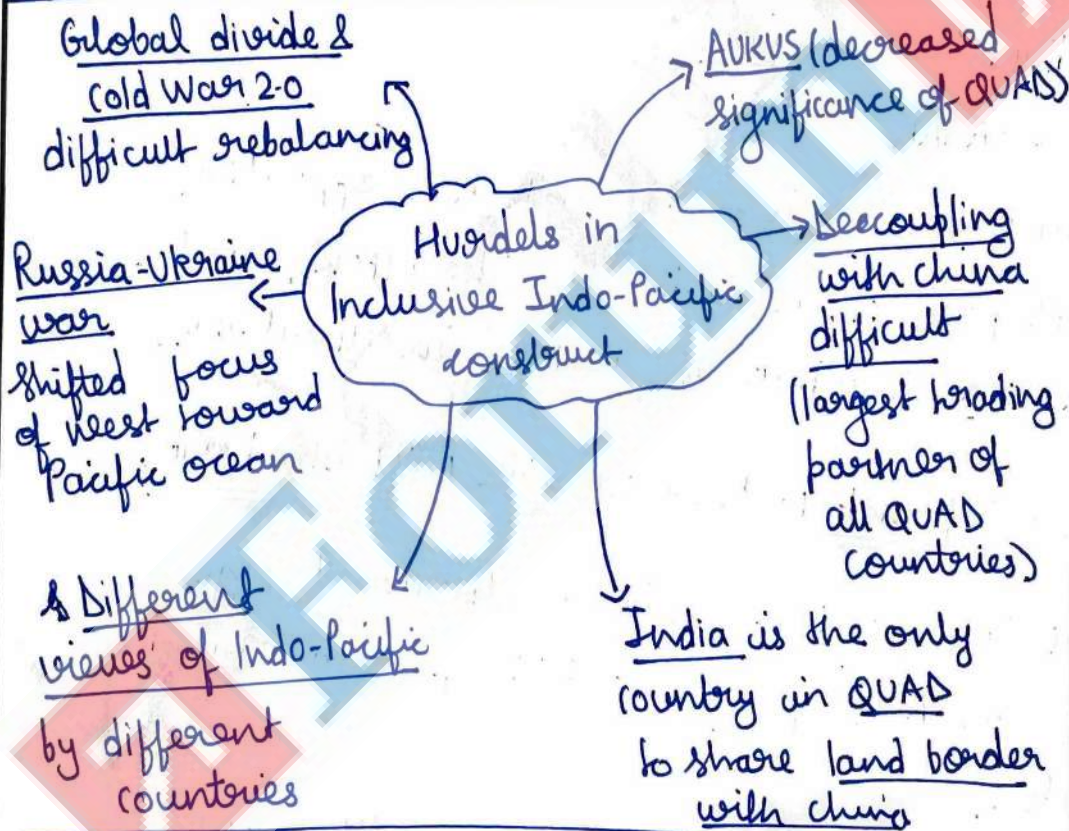 Global divide &
Cold War 2.0
difficult rebalancing
AUKUS (decreased
significance of QUAD)
Hurdels in
Inclusive Indo-Pacific
construct
Russia-Ukraine
war
Shifted focus
of west toward
Pacific ocean
Deecoupling
with china
difficult
(largest trading
partner of
all QUAD
countries)
Different
views of Indo-Pacific
by different
countries
India is the only
country in QUAD
to share land border
with china
Forum